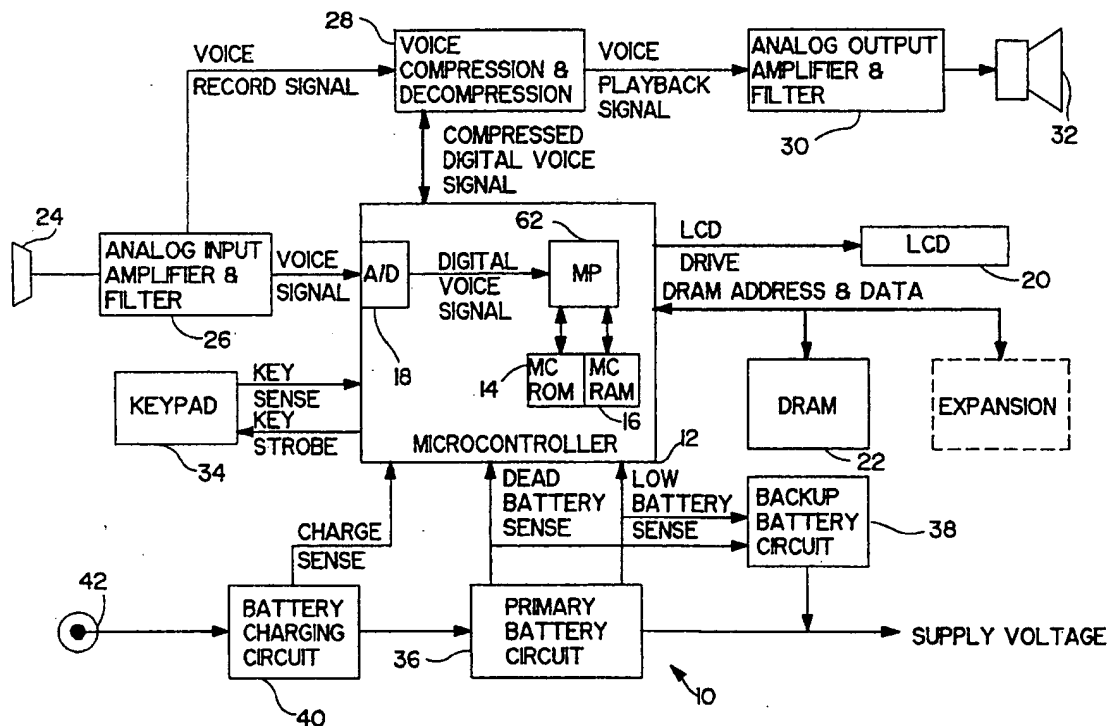 28
VOICE
COMPRESSION &
DECOMPRESSION
VOICE
RECORD SIGNAL
VOICE
PLAYBACK
SIGNAL
ANALOG OUTPUT
AMPLIFIER &
FILTER
30
32
COMPRESSED
DIGITAL VOICE
SIGNAL
24
ANALOG INPUT
AMPLIFIER &
FILTER
26
VOICE
SIGNAL
A/D
18
DIGITAL
VOICE
SIGNAL
62
MP
14
MC
ROM
MC
RAM
16
MICROCONTROLLER
12
LCD
DRIVE
LCD
20
DRAM ADDRESS & DATA
DRAM
22
EXPANSION
KEYPAD
34
KEY
SENSE
KEY
STROBE
DEAD
BATTERY
SENSE
LOW
BATTERY
SENSE
BACKUP
BATTERY
CIRCUIT
38
CHARGE
SENSE
42
BATTERY
CHARGING
CIRCUIT
40
PRIMARY
BATTERY
CIRCUIT
36
SUPPLY VOLTAGE
10